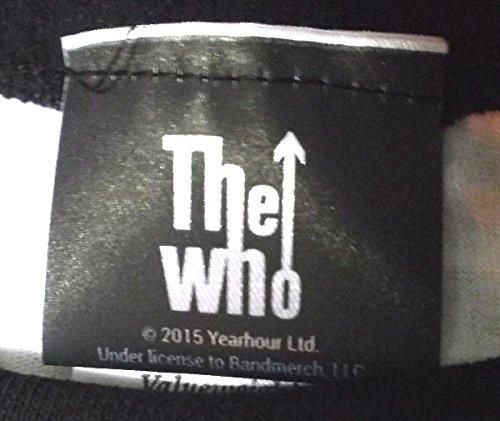 The
who
© 2015 Yearhour Ltd.
Under license to Bandmerch, LLC